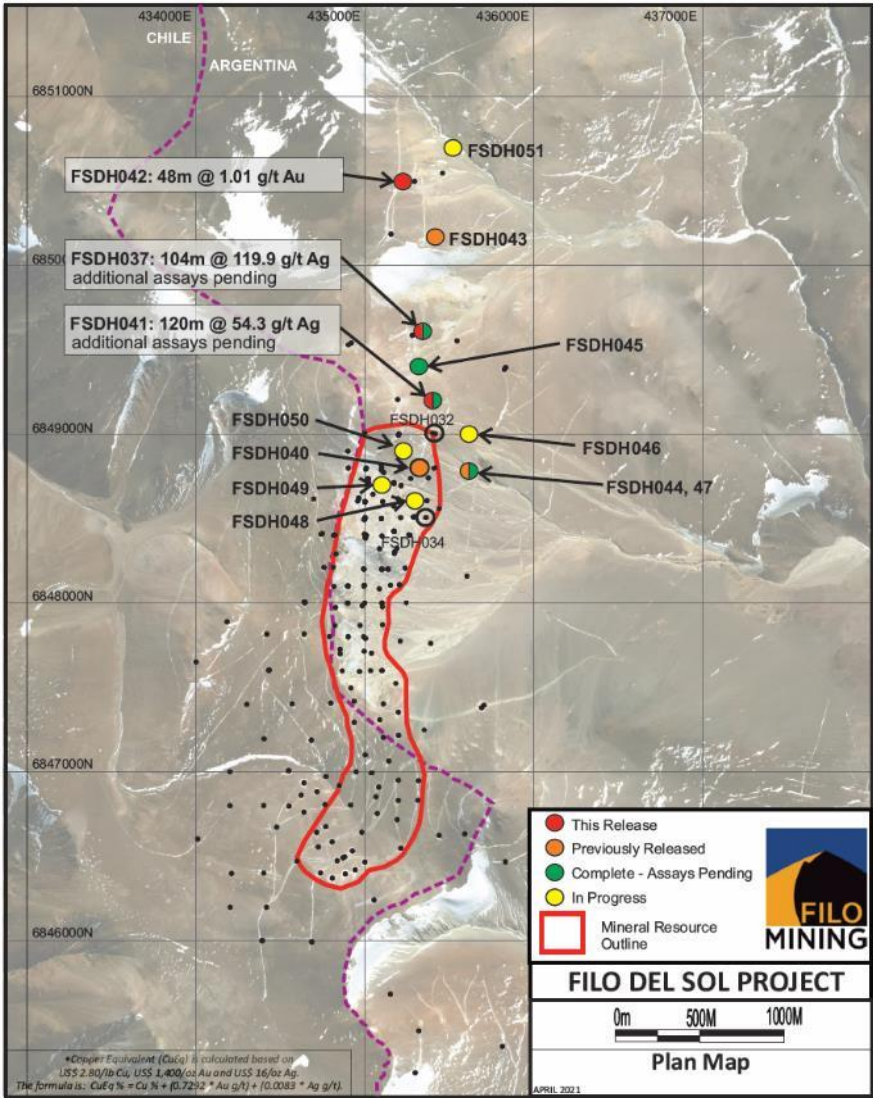 434000E
435000E
436000E
437000E
CHILE
ARGENTINA
6851000N
FSDH051
FSDH042: 48m @ 1.01 g/t Au
FSDH043
FSDH037: 104m @ 119.9 g/t Ag
additional assays pending
6850000N
FSDH041: 120m @ 54.3 g/t Ag
additional assays pending
FSDH045
FSDH032
6849000N
FSDH050
FSDH046
FSDH040
FSDH049
FSDH044, 47
FSDH048
FSDH034
6848000N
6847000N
This Release
Previously Released
Complete - Assays Pending
In Progress
Mineral Resource
Outline
FILO
MINING
6846000N
FILO DEL SOL PROJECT
0m 500M 1000M
Plan Map
APRIL 2021
*Copper Equivalent (CuEq) is calculated based on
US$ 2.80/lb Cu, US$ 1,400/oz Au and US$ 16/oz Ag.
The formula is: CuEq % = Cu % + (0.7292 * Au g/t) + (0.0083 * Ag g/t).